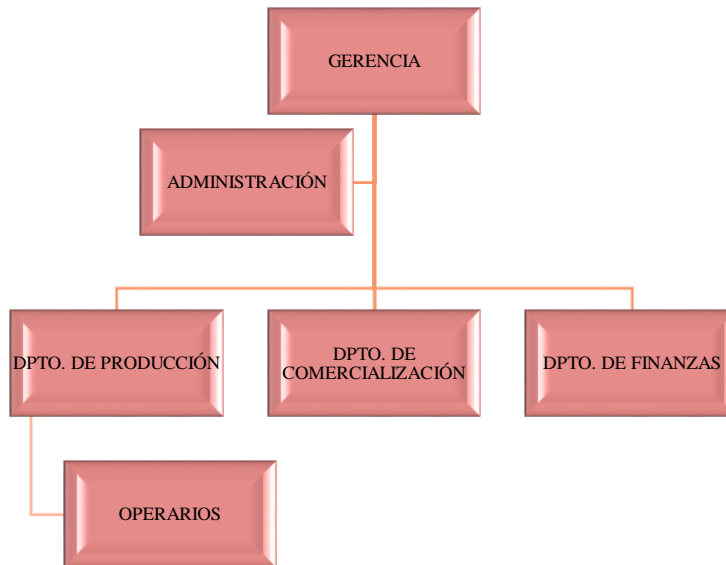 GERENCIA
ADMINISTRACIÓN
DPTO. DE PRODUCCIÓN
DPTO. DE
COMERCIALIZACIÓN
DPTO. DE FINANZAS
OPERARIOS